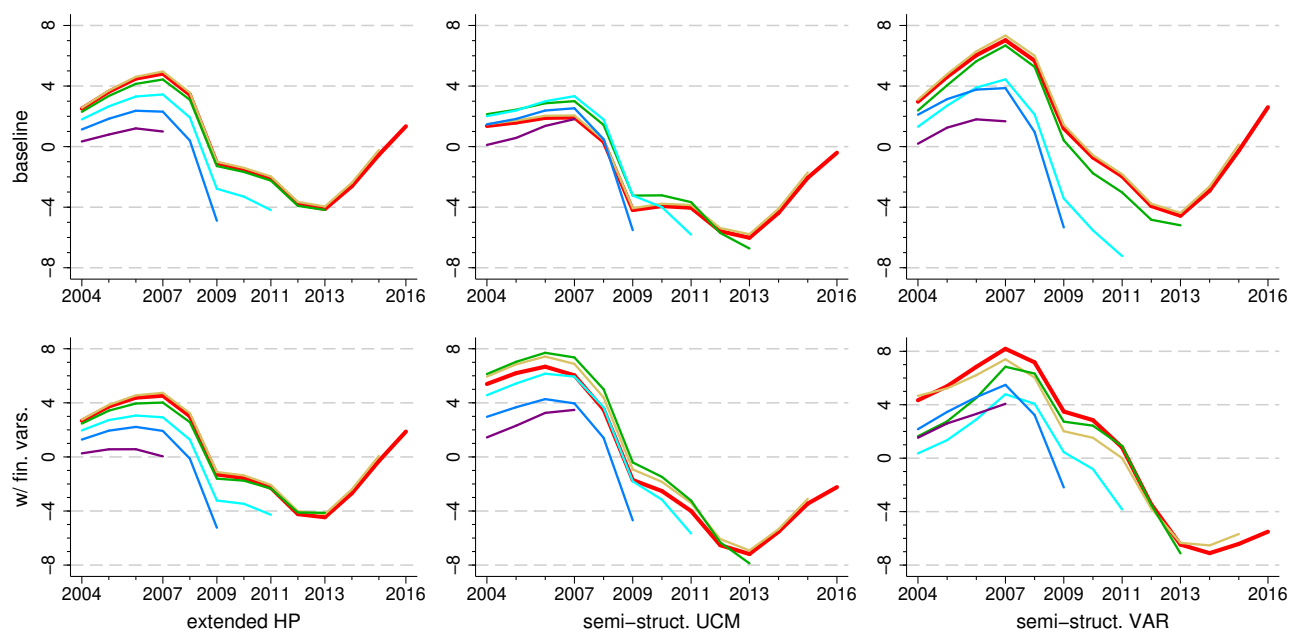 8 8 8
4 4 4
baseline 0 0 0
−4 −4 −4
−8 −8 −8
2004 2007 2009 2011 2013 2016 2004 2007 2009 2011 2013 2016 2004 2007 2009 2011 2013 2016
8 8 8
4 4 4
w/ fin. vars. 0 0 0
−4 −4 −4
−8 −8 −8
2004 2007 2009 2011 2013 2016 2004 2007 2009 2011 2013 2016 2004 2007 2009 2011 2013 2016
extended HP semi−struct. UCM semi−struct. VAR